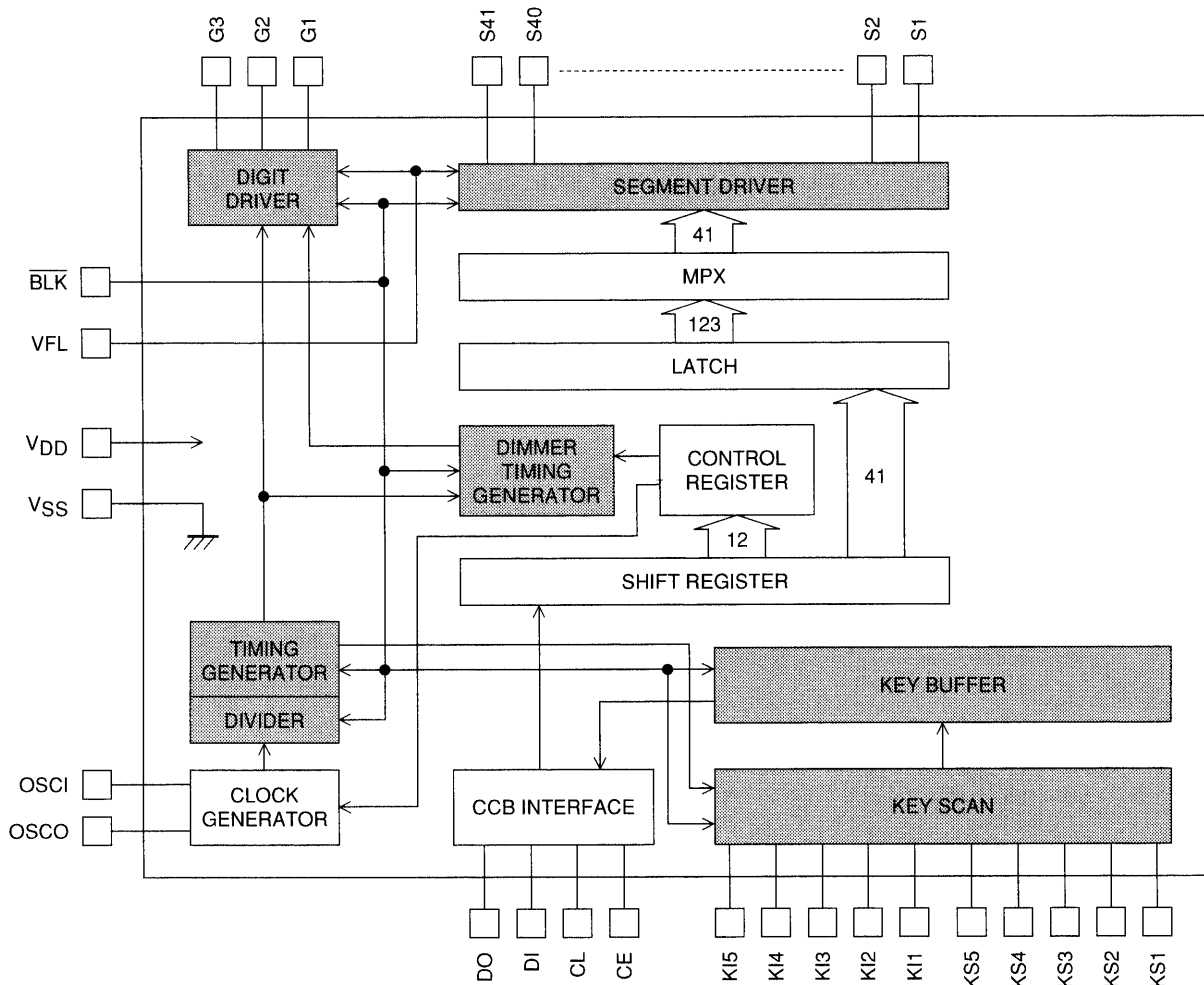 G3 G2 G1 S41 S40 S2 S1
DIGIT
DRIVER
SEGMENT DRIVER
41
BLK
MPX
123
VFL
LATCH
VDD
DIMMER
TIMING
GENERATOR
CONTROL
REGISTER
41
VSS
12
SHIFT REGISTER
TIMING
GENERATOR
DIVIDER
KEY BUFFER
OSCI
OSCO
CLOCK
GENERATOR
CCB INTERFACE
KEY SCAN
DO DI CL CE KI5 KI4 KI3 KI2 KI1 KS5 KS4 KS3 KS2 KS1